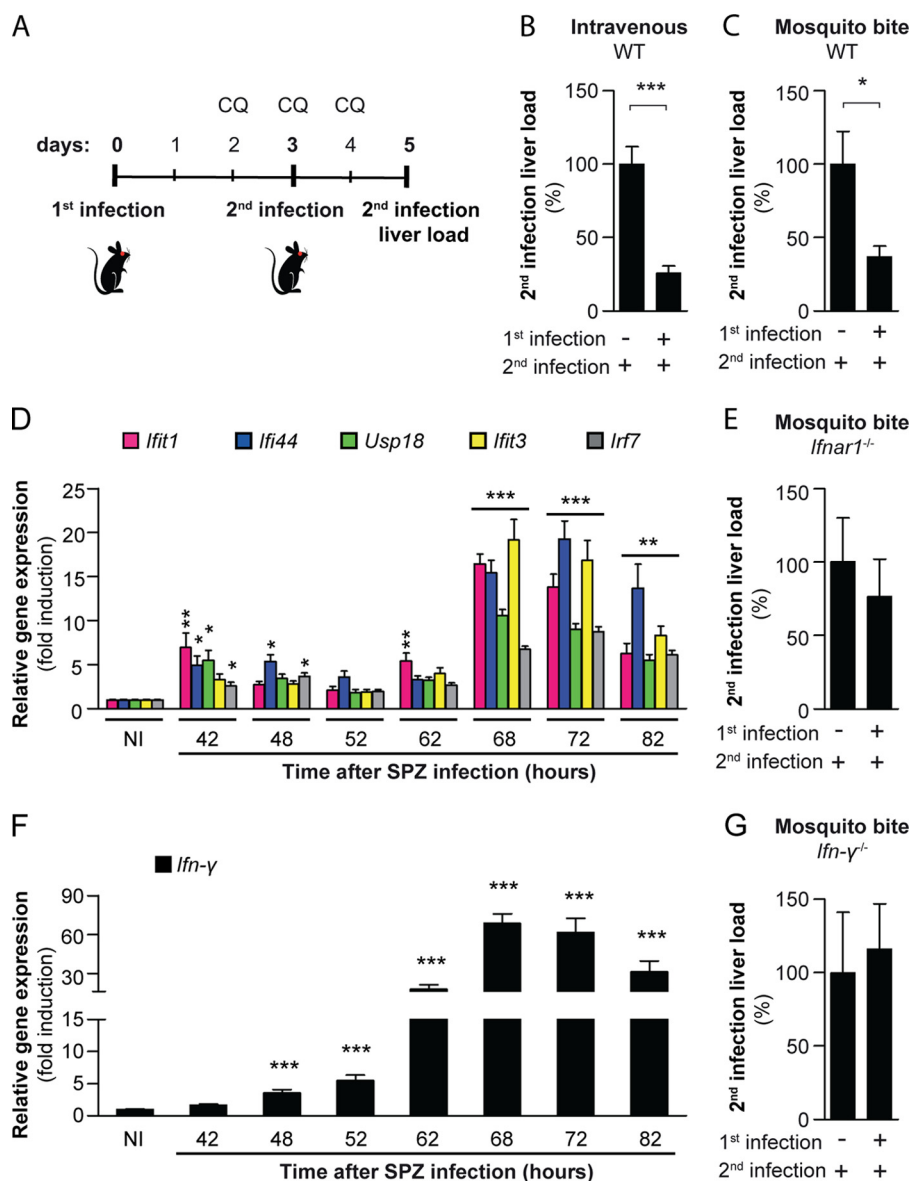 A
CQ CQ CQ
days: 0 1 2 3 4 5
1st infection 2nd infection 2nd infection
liver load
B Intravenous
WT
2nd infection liver load
(%)
150
100
50
0
***
1st infection - +
2nd infection + +
C Mosquito bite
WT
2nd infection liver load
(%)
150
100
50
0
*
1st infection - +
2nd infection + +
D
Ifit1 Ifi44 Usp18 Ifit3 Irf7
Relative gene expression
(fold induction)
25
20
15
10
5
0
** * * * * * ** *** *** **
NI 42 48 52 62 68 72 82
Time after SPZ infection (hours)
E Mosquito bite
Ifnar1-/-
2nd infection liver load
(%)
150
100
50
0
1st infection - +
2nd infection + +
F
Ifn-γ
Relative gene expression
(fold induction)
90
60
30
15
10
5
0
*** *** *** *** *** ***
NI 42 48 52 62 68 72 82
Time after SPZ infection (hours)
G Mosquito bite
Ifn-γ-/-
2nd infection liver load
(%)
150
100
50
0
1st infection - +
2nd infection + +